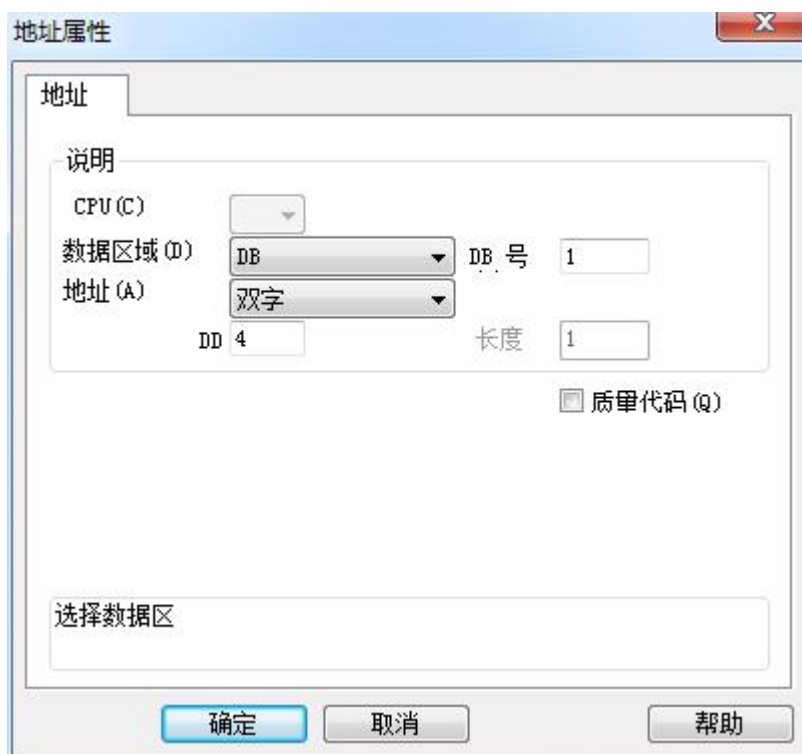 地址属性
地址
说明
CPU(C)
数据区域(D) DB DB 号 1
地址(A) 双字
DD 4 长度 1
质量代码(Q)
选择数据区
确定 取消 帮助